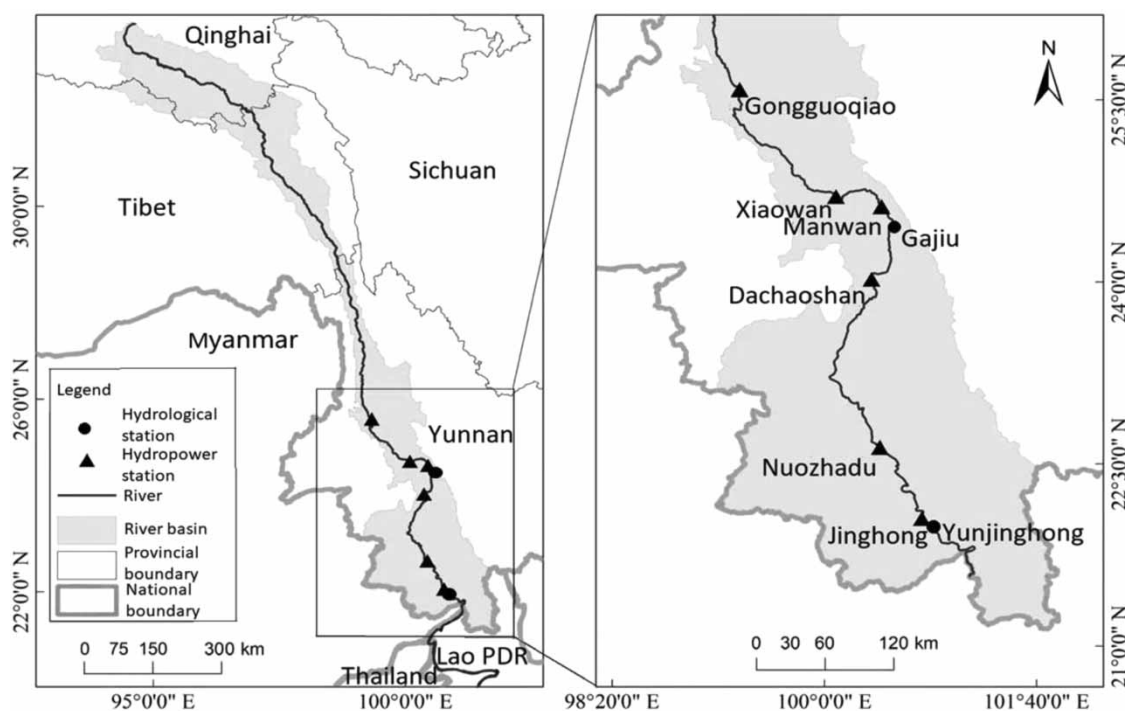 Qinghai
Sichuan
Tibet
Myanmar
Yunnan
Lao PDR
Thailand
Legend
Hydrological
station
Hydropower
station
River
River basin
Provincial
boundary
National
boundary
0 75 150 300 km
30°0'0" N
26°0'0" N
22°0'0" N
95°0'0" E
100°0'0" E
N
Gongguoqiao
Xiaowan
Manwan
Gajiu
Dachaoshan
Nuozhadu
Jinghong
Yunjinghong
0 30 60 120 km
25°30'0" N
24°0'0" N
22°30'0" N
21°0'0" N
98°20'0" E
100°0'0" E
101°40'0" E